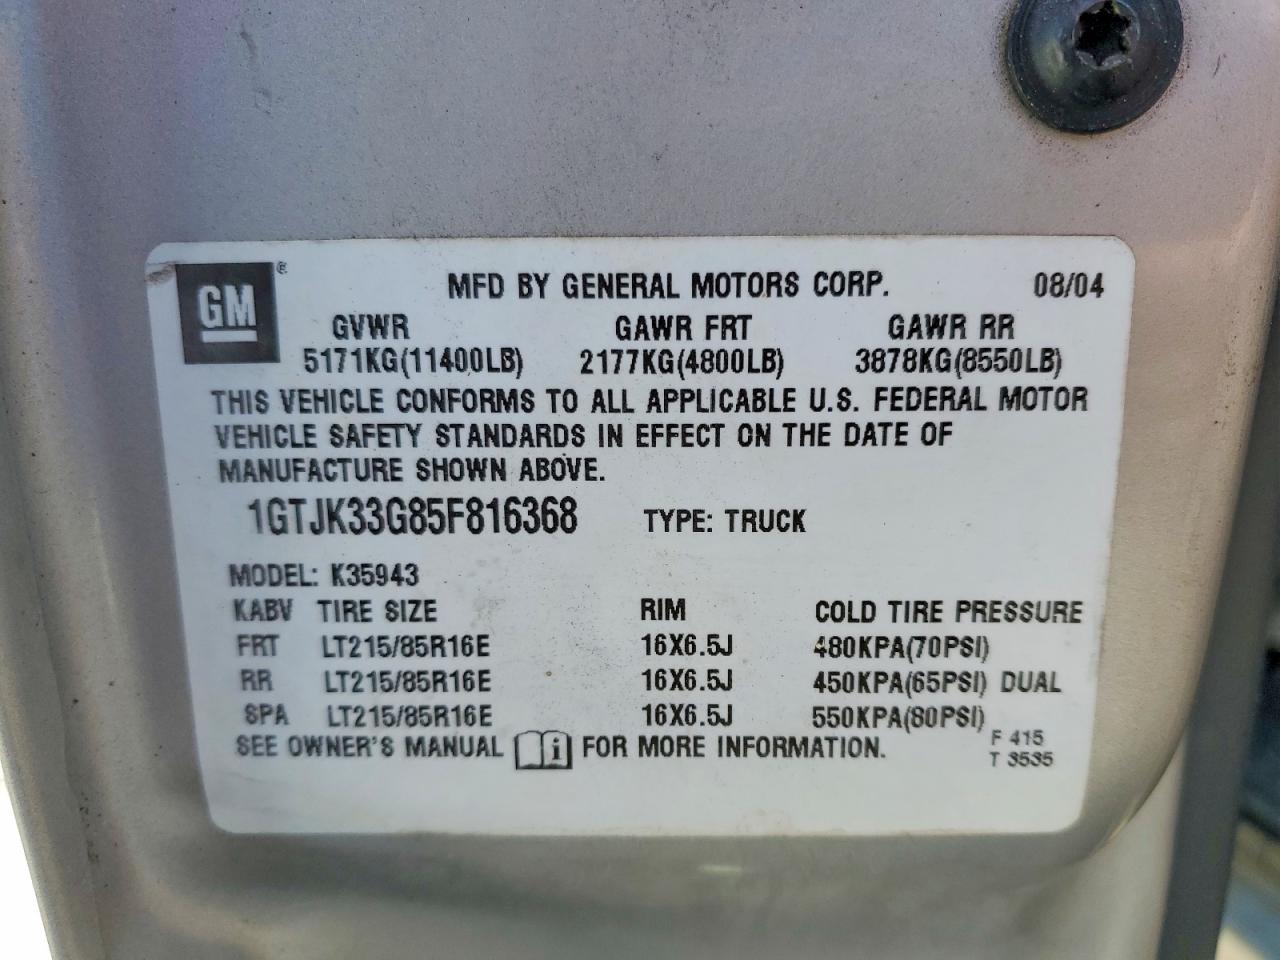 GM®
MFD BY GENERAL MOTORS CORP. 08/04
GVWR GAWR FRT GAWR RR
5171KG(11400LB) 2177KG(4800LB) 3878KG(8550LB)
THIS VEHICLE CONFORMS TO ALL APPLICABLE U.S. FEDERAL MOTOR
VEHICLE SAFETY STANDARDS IN EFFECT ON THE DATE OF
MANUFACTURE SHOWN ABOVE.
1GTJK33G85F816368 TYPE: TRUCK
MODEL: K35943
KABV TIRE SIZE RIM COLD TIRE PRESSURE
FRT LT215/85R16E 16X6.5J 480KPA(70PSI)
RR LT215/85R16E 16X6.5J 450KPA(65PSI) DUAL
SPA LT215/85R16E 16X6.5J 550KPA(80PSI)
SEE OWNER'S MANUAL i FOR MORE INFORMATION.
F 415
T 3535